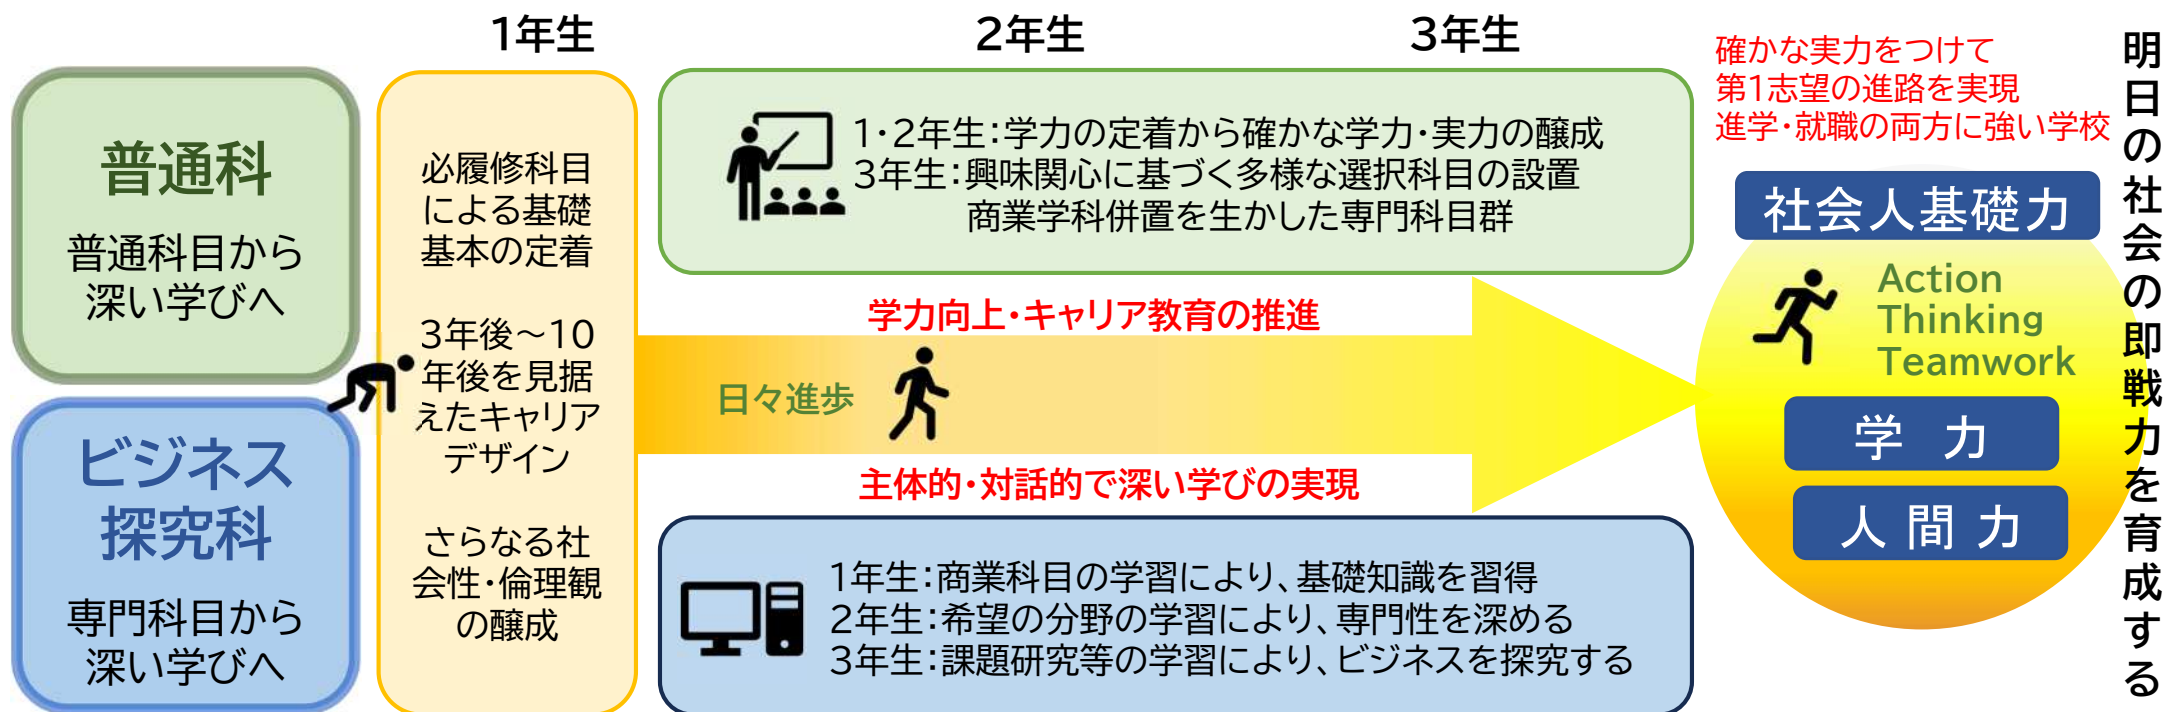 1年生
2年生
3年生
普通科
普通科目から
深い学びへ
ビジネス
探究科
専門科目から
深い学びへ
必履修科目
による基礎
基本の定着
3年後～10
年後を見据
えたキャリア
デザイン
さらなる社
会性・倫理観
の醸成
1・2年生：学力の定着から確かな学力・実力の醸成
3年生：興味関心に基づく多様な選択科目の設置
商業学科併置を生かした専門科目群
学力向上・キャリア教育の推進
日々進歩
主体的・対話的で深い学びの実現
1年生：商業科目の学習により、基礎知識を習得
2年生：希望の分野の学習により、専門性を深める
3年生：課題研究等の学習により、ビジネスを探究する
確かな実力をつけて
第1志望の進路を実現
進学・就職の両方に強い学校
社会人基礎力
Action
Thinking
Teamwork
学 力
人 間 力
明日の社会の即戦力を育成する